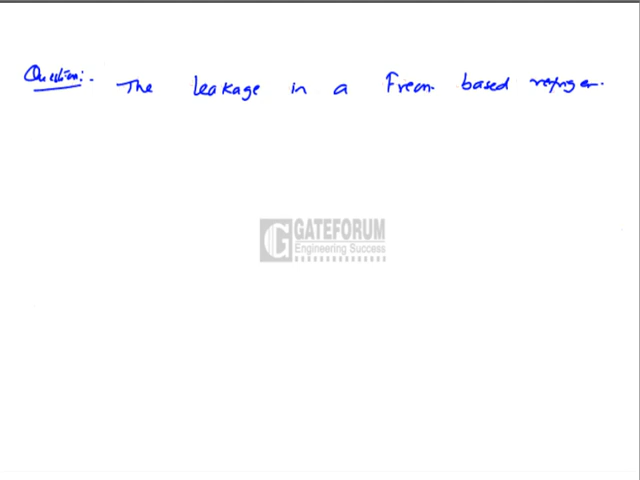 Question:- The leakage in a Freon based refriger.
GATEFORUM
Engineering Success